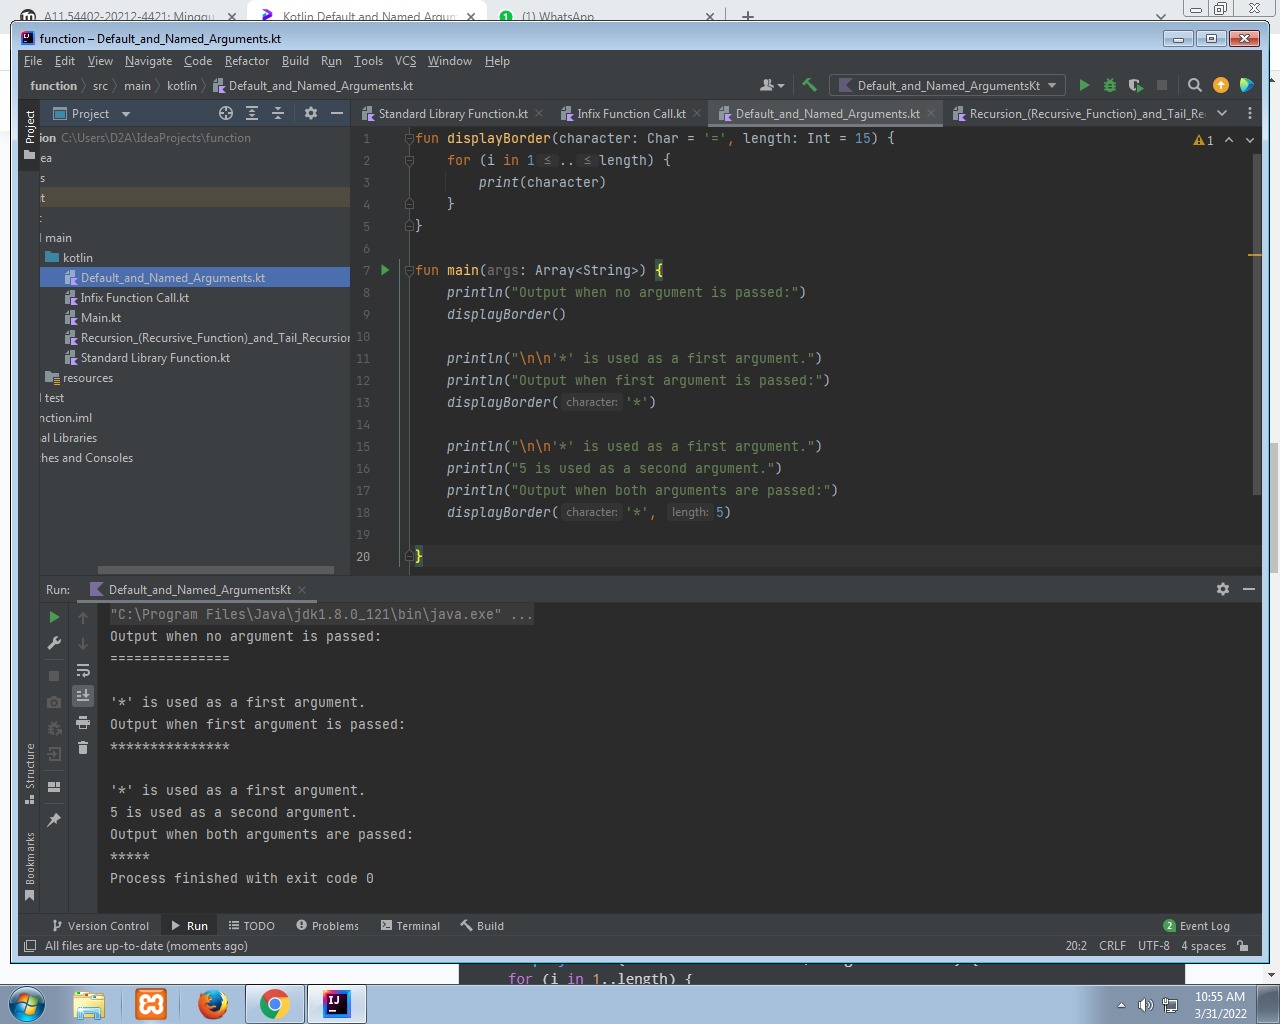 A11.54402-20212-4421: Minggu
Kotlin Default and Named Argum
(1) WhatsApp
function – Default_and_Named_Arguments.kt
File Edit View Navigate Code Refactor Build Run Tools VCS Window Help
function src main kotlin Default_and_Named_Arguments.kt
Default_and_Named_ArgumentsKt
Project
Project
Standard Library Function.kt Infix Function Call.kt Default_and_Named_Arguments.kt Recursion_(Recursive_Function)_and_Tail_Re
ion C:\Users\D2A\IdeaProjects\function
ea
s
t
:
l main
kotlin
Default_and_Named_Arguments.kt
Infix Function Call.kt
Main.kt
Recursion_(Recursive_Function)_and_Tail_Recursion
Standard Library Function.kt
resources
l test
nction.iml
al Libraries
ches and Consoles
1
1 fun displayBorder(character: Char = '=', length: Int = 15) {
2 for (i in 1 ≤ .. ≤ length) {
3 print(character)
4 }
5 }
6
7 fun main(args: Array<String>) {
8 println("Output when no argument is passed:")
9 displayBorder()
10
11 println("\n\n'*' is used as a first argument.")
12 println("Output when first argument is passed:")
13 displayBorder( character: '*')
14
15 println("\n\n'*' is used as a first argument.")
16 println("5 is used as a second argument.")
17 println("Output when both arguments are passed:")
18 displayBorder( character: '*', length: 5)
19
20 }
Run: Default_and_Named_ArgumentsKt
"C:\Program Files\Java\jdk1.8.0_121\bin\java.exe" ...
Output when no argument is passed:
===============
'*' is used as a first argument.
Output when first argument is passed:
***************
'*' is used as a first argument.
5 is used as a second argument.
Output when both arguments are passed:
*****
Process finished with exit code 0
Structure
Bookmarks
Version Control Run TODO Problems Terminal Build
2 Event Log
All files are up-to-date (moments ago)
20:2 CRLF UTF-8 4 spaces
for (i in 1..length) {
10:55 AM
3/31/2022